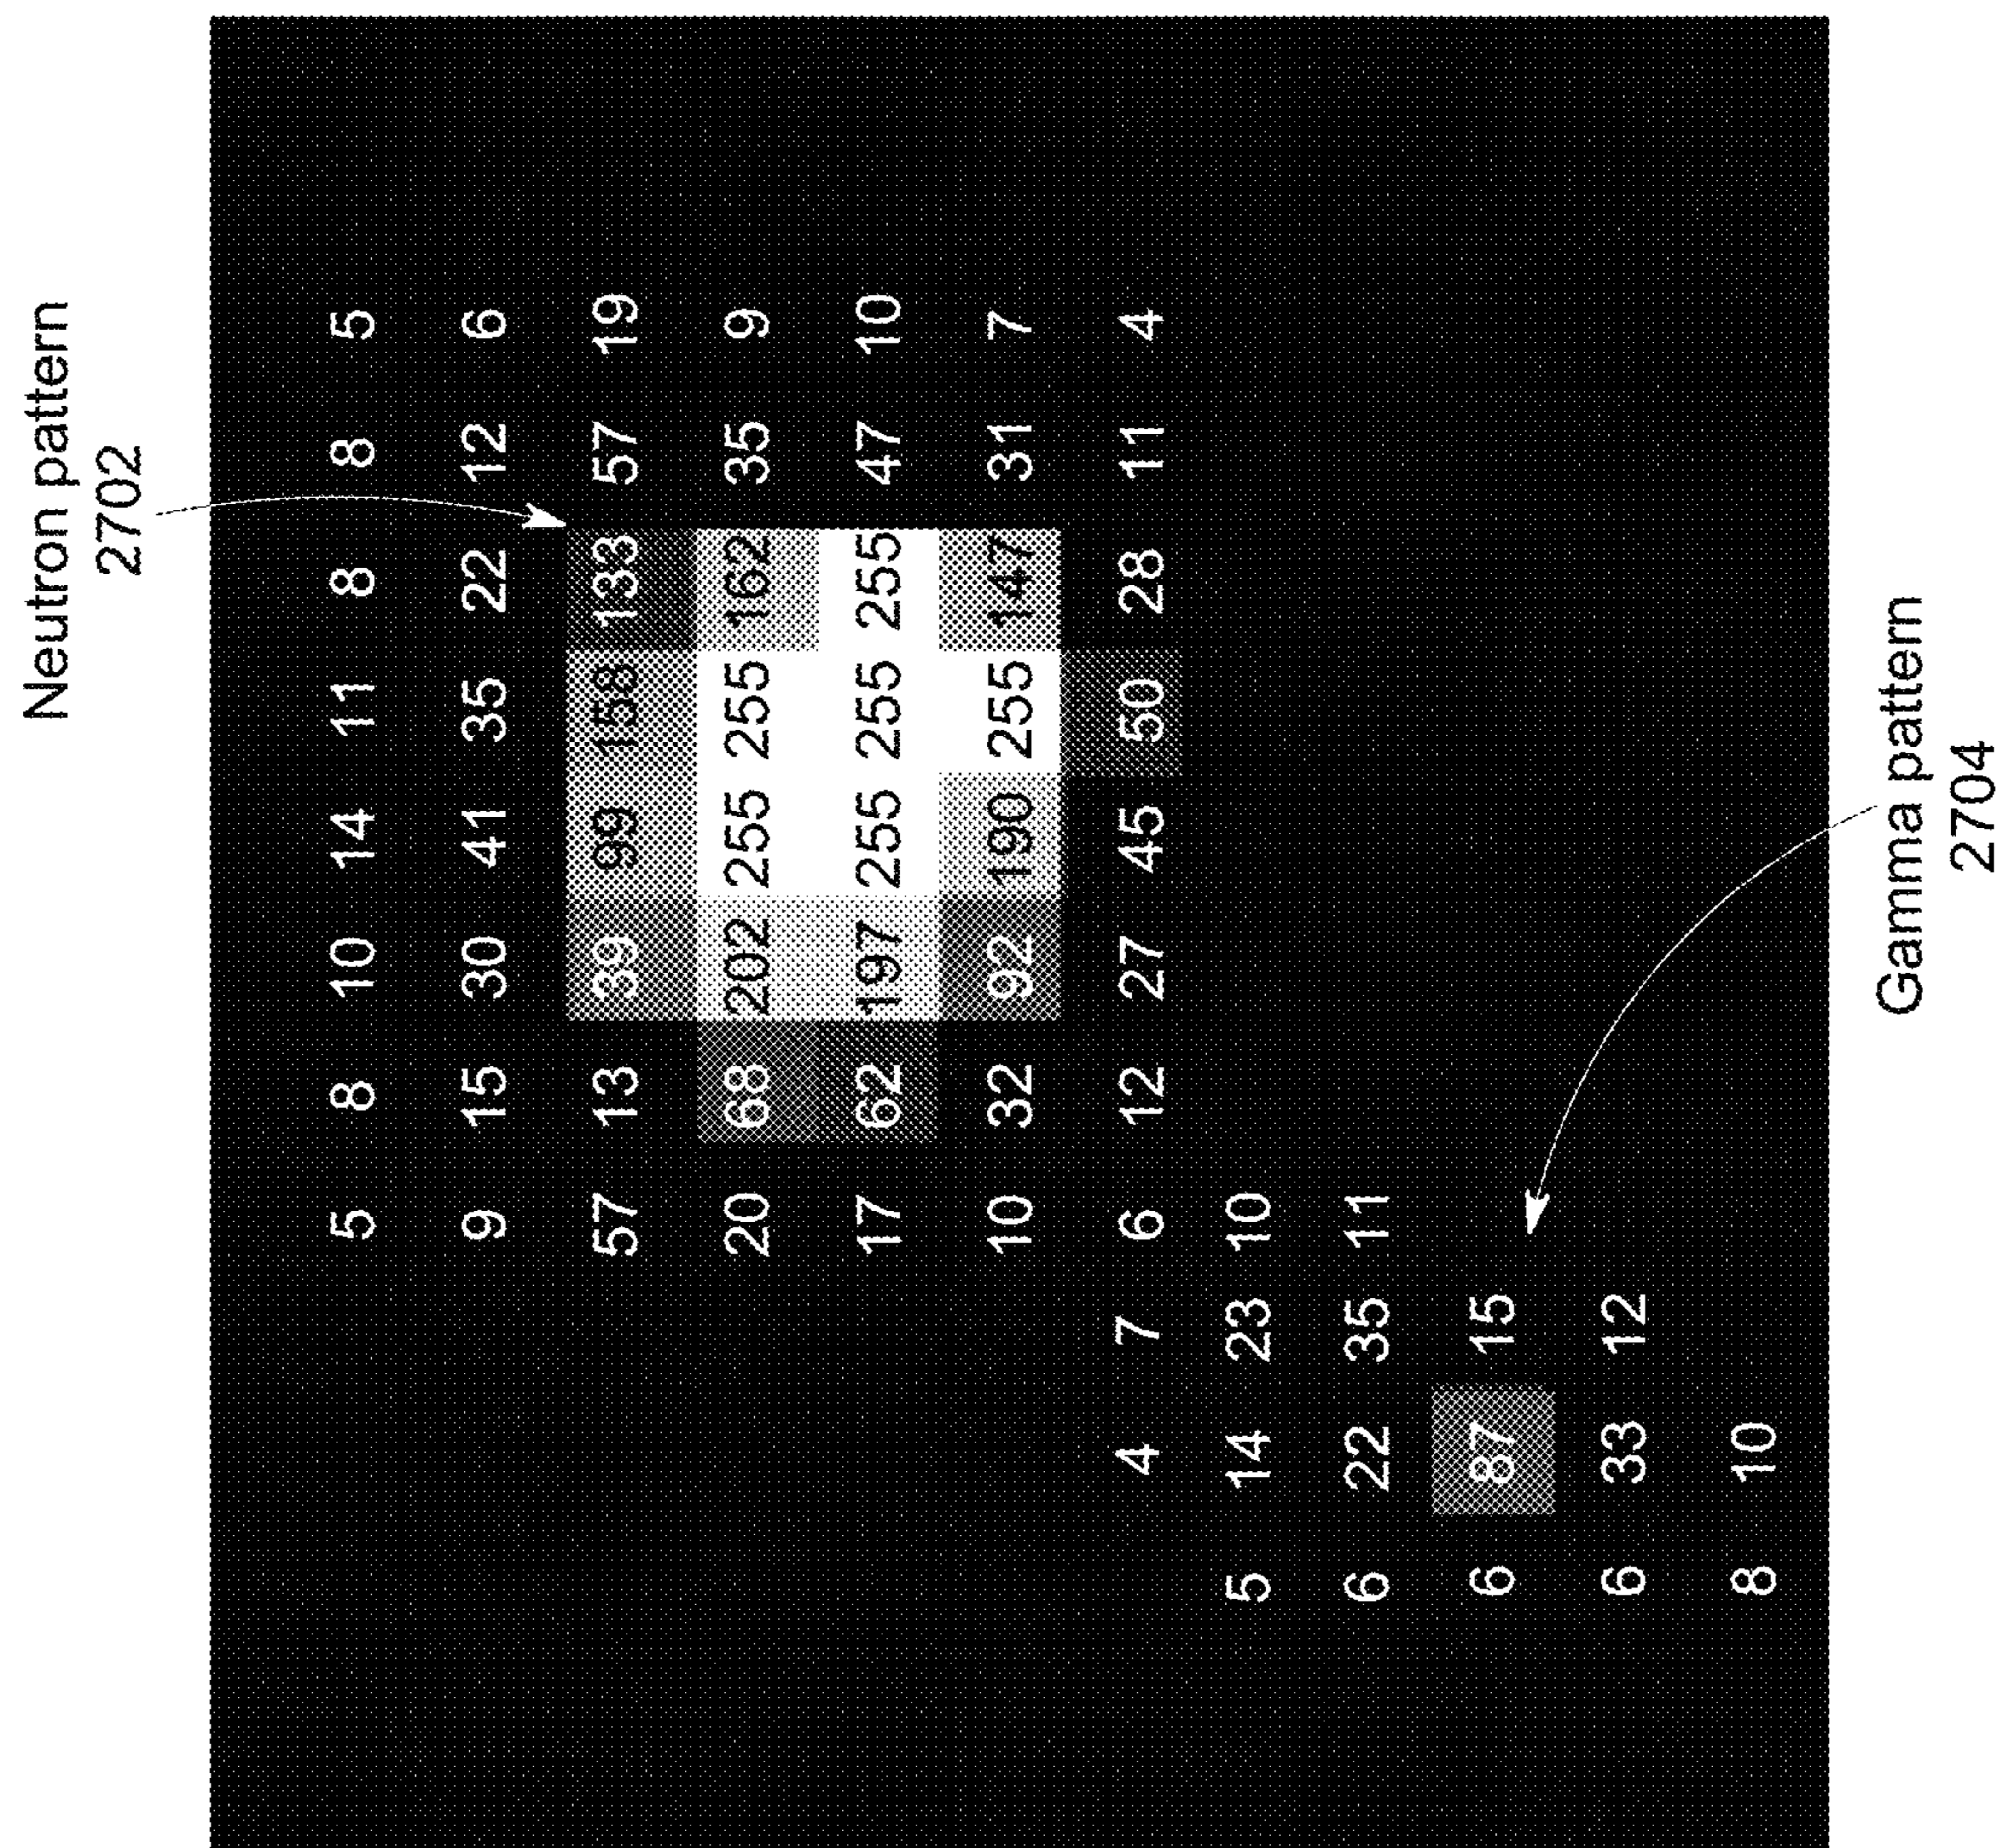 Neutron pattern
2702
5 8 10 14 11 8 8 5
9 15 30 41 35 22 12 6
57 13 39 99 158 133 57 19
20 68 202 255 255 162 35 9
17 62 197 255 255 255 47 10
10 32 92 190 255 147 31 7
4 7 6 12 27 45 50 28 11 4
5 14 23 10
6 22 35 11
6 87 15
6 33 12
8 10
Gamma pattern
2704